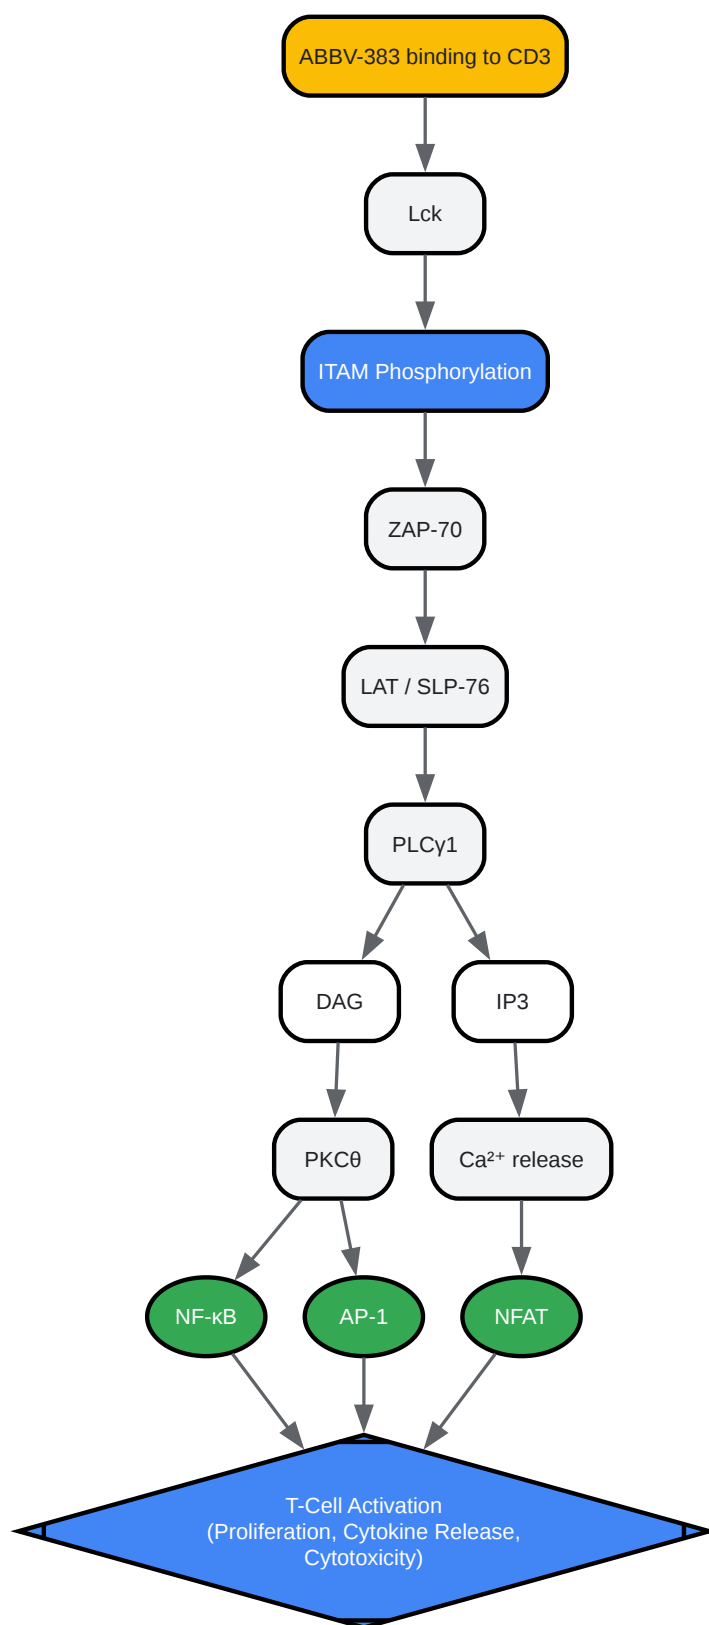 ABBV-383 binding to CD3
Lck
ITAM Phosphorylation
ZAP-70
LAT / SLP-76
PLCγ1
DAG
IP3
PKCθ
Ca²⁺ release
NF-κB
AP-1
NFAT
T-Cell Activation
(Proliferation, Cytokine Release,
Cytotoxicity)